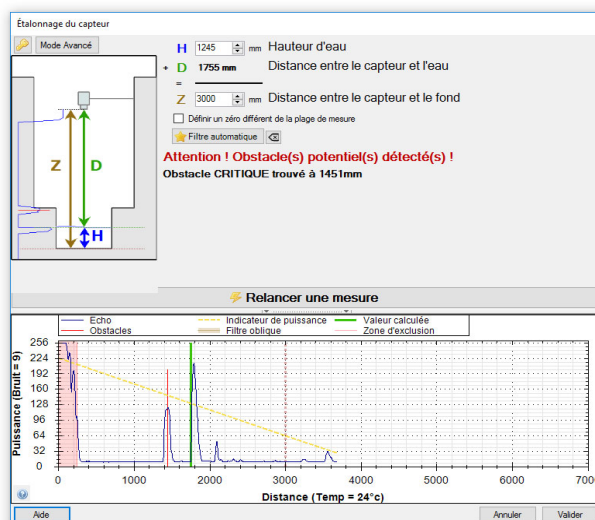 Étalonnage du capteur
Mode Avancé
H 1245 mm Hauteur d'eau
+ D 1755 mm Distance entre le capteur et l'eau
=
Z 3000 mm Distance entre le capteur et le fond
Définir un zéro différent de la plage de mesure
Filtre automatique
Attention ! Obstacle(s) potentiel(s) détecté(s) !
Obstacle CRITIQUE trouvé à 1451mm
Z D
H
Relancer une mesure
Echo Indicateur de puissance Valeur calculée
Obstacles Filtre oblique Zone d'exclusion
Puissance (Bruit = 9)
256
224
192
160
128
96
64
32
0
0 1000 2000 3000 4000 5000 6000 7000
Distance (Temp = 24°c)
Aide Annuler Valider